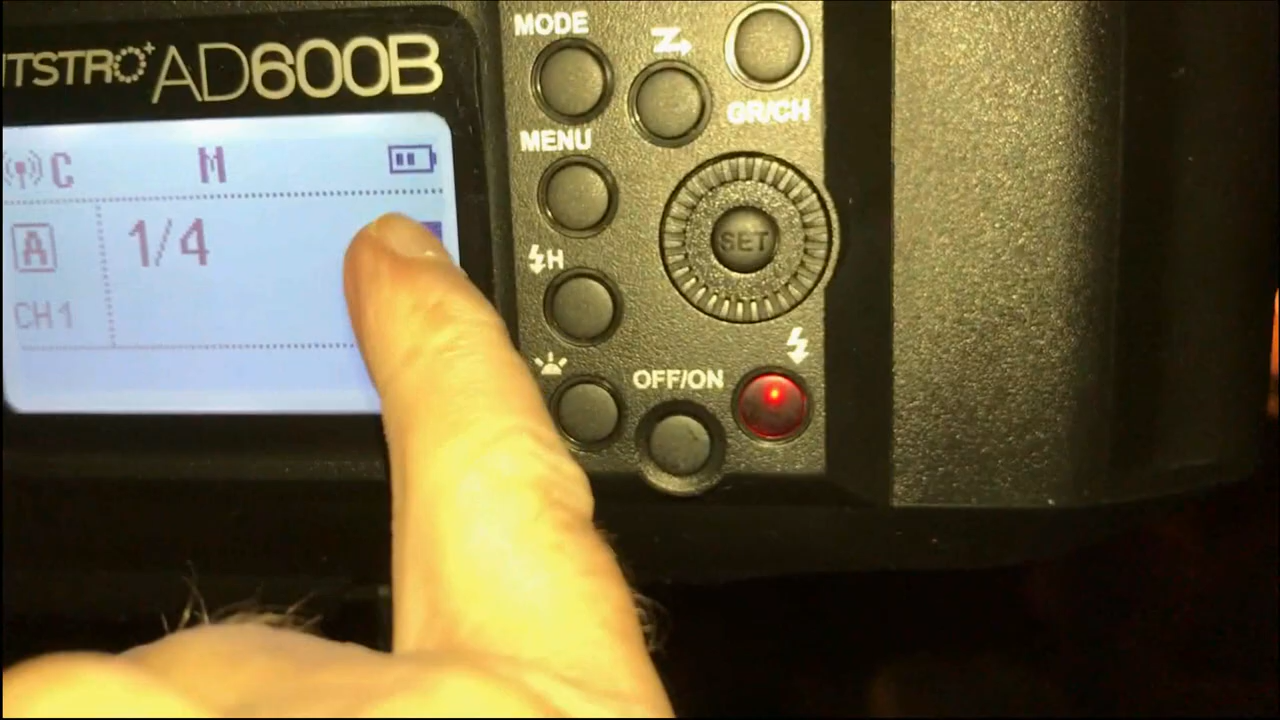 ITSTRO+ AD600B
C M
A 1/4
CH1
MODE
Z
GR/CH
MENU
SET
H
OFF/ON